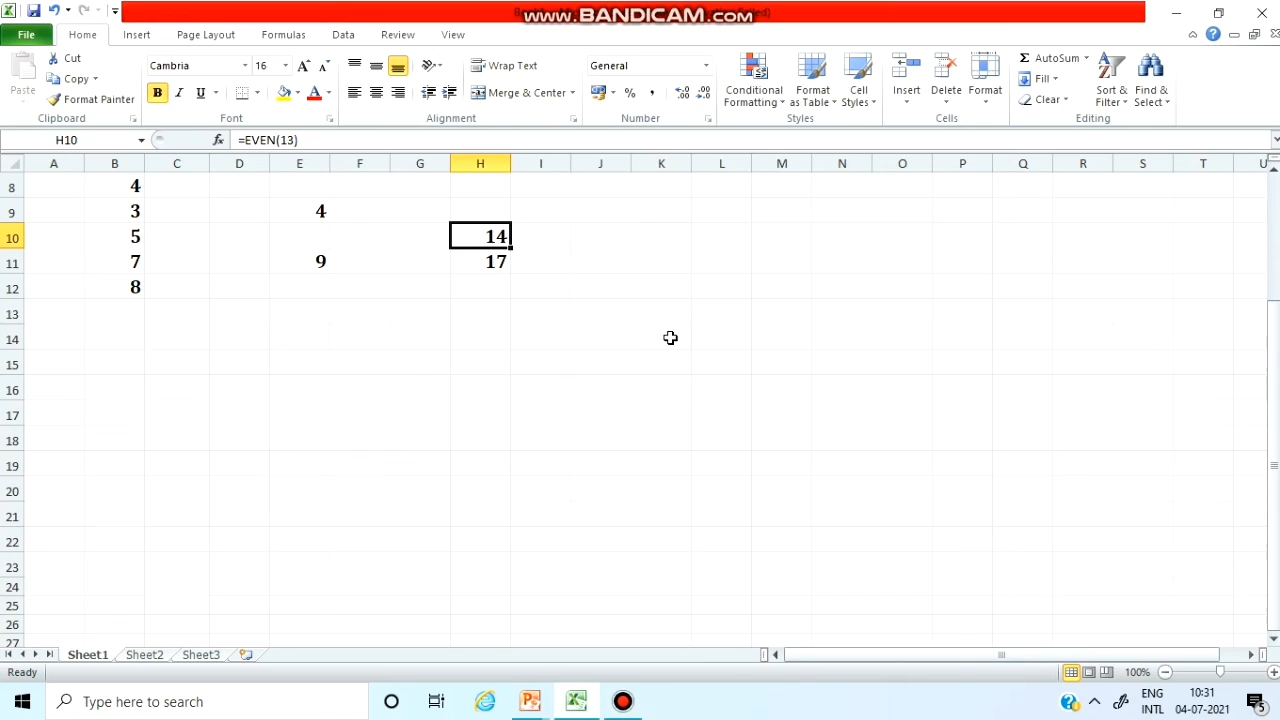 www.BANDICAM.com
File Home Insert Page Layout Formulas Data Review View
Cut
Copy
Format Painter
Paste
Clipboard
Cambria 16
B I U
Font
Wrap Text
Merge & Center
Alignment
General
%
Number
Conditional Formatting
Format as Table
Cell Styles
Styles
Insert Delete Format
Cells
AutoSum
Fill
Clear
Sort & Filter
Find & Select
Editing
H10 fx =EVEN(13)
A B C D E F G H I J K L M N O P Q R S T U
8 4
9 3 4
10 5 14
11 7 9 17
12 8
13
14
15
16
17
18
19
20
21
22
23
24
25
26
27
Sheet1 Sheet2 Sheet3
Ready 100%
Type here to search
ENG
INTL
10:31
04-07-2021
5